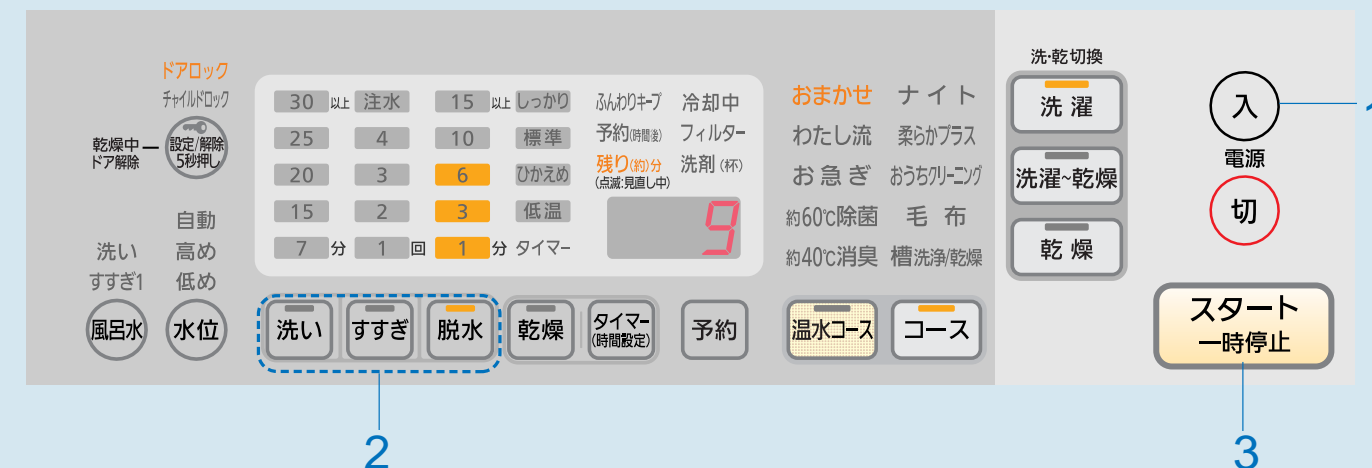 ドアロック
チャイルドロック
設定/解除
5秒押し
乾燥中
ドア解除
自動
洗い 高め
すすぎ1 低め
風呂水 水位
30 以上 注水 15 以上 しっかり
25 4 10 標準
20 3 6 ひかえめ
15 2 3 低温
7 分 1 回 1 分 タイマー
ふんわりキープ 冷却中
予約(時間後) フィルター
残り(約)分 洗剤(杯)
(点滅:見直し中)
9
洗い すすぎ 脱水 乾燥 タイマー
(時間設定)
予約
おまかせ ナイト
わたし流 柔らかプラス
お急ぎ おうちクリーニング
約60℃除菌 毛布
約40℃消臭 槽洗浄/乾燥
温水コース コース
洗・乾切換
洗濯
洗濯~乾燥
乾燥
入
電源
切
スタート
一時停止
2
3